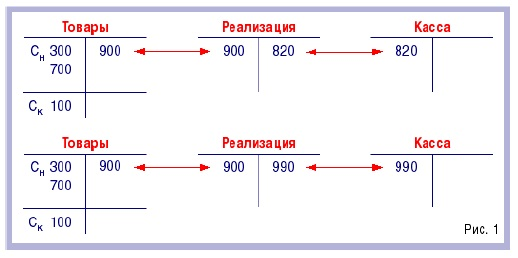 Товары Реализация Касса
Сн 300 900 900 820 820
700
Ск 100
Товары Реализация Касса
Сн 300 900 900 990 990
700
Ск 100
Рис. 1